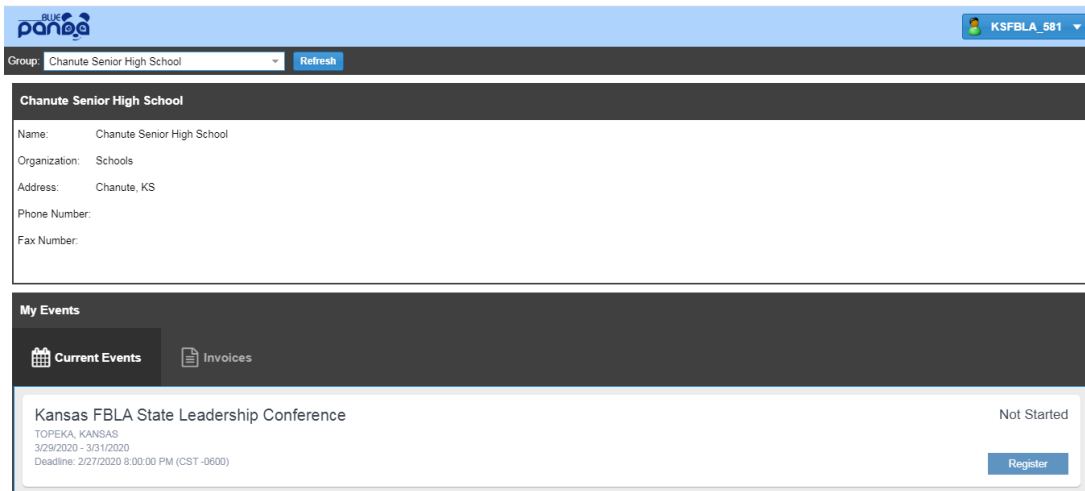 BLUE
panda
KSFBLA_581
Group: Chanute Senior High School Refresh
Chanute Senior High School
Name: Chanute Senior High School
Organization: Schools
Address: Chanute, KS
Phone Number:
Fax Number:
My Events
Current Events Invoices
Kansas FBLA State Leadership Conference Not Started
TOPEKA, KANSAS
3/29/2020 - 3/31/2020
Deadline: 2/27/2020 8:00:00 PM (CST -0600)
Register